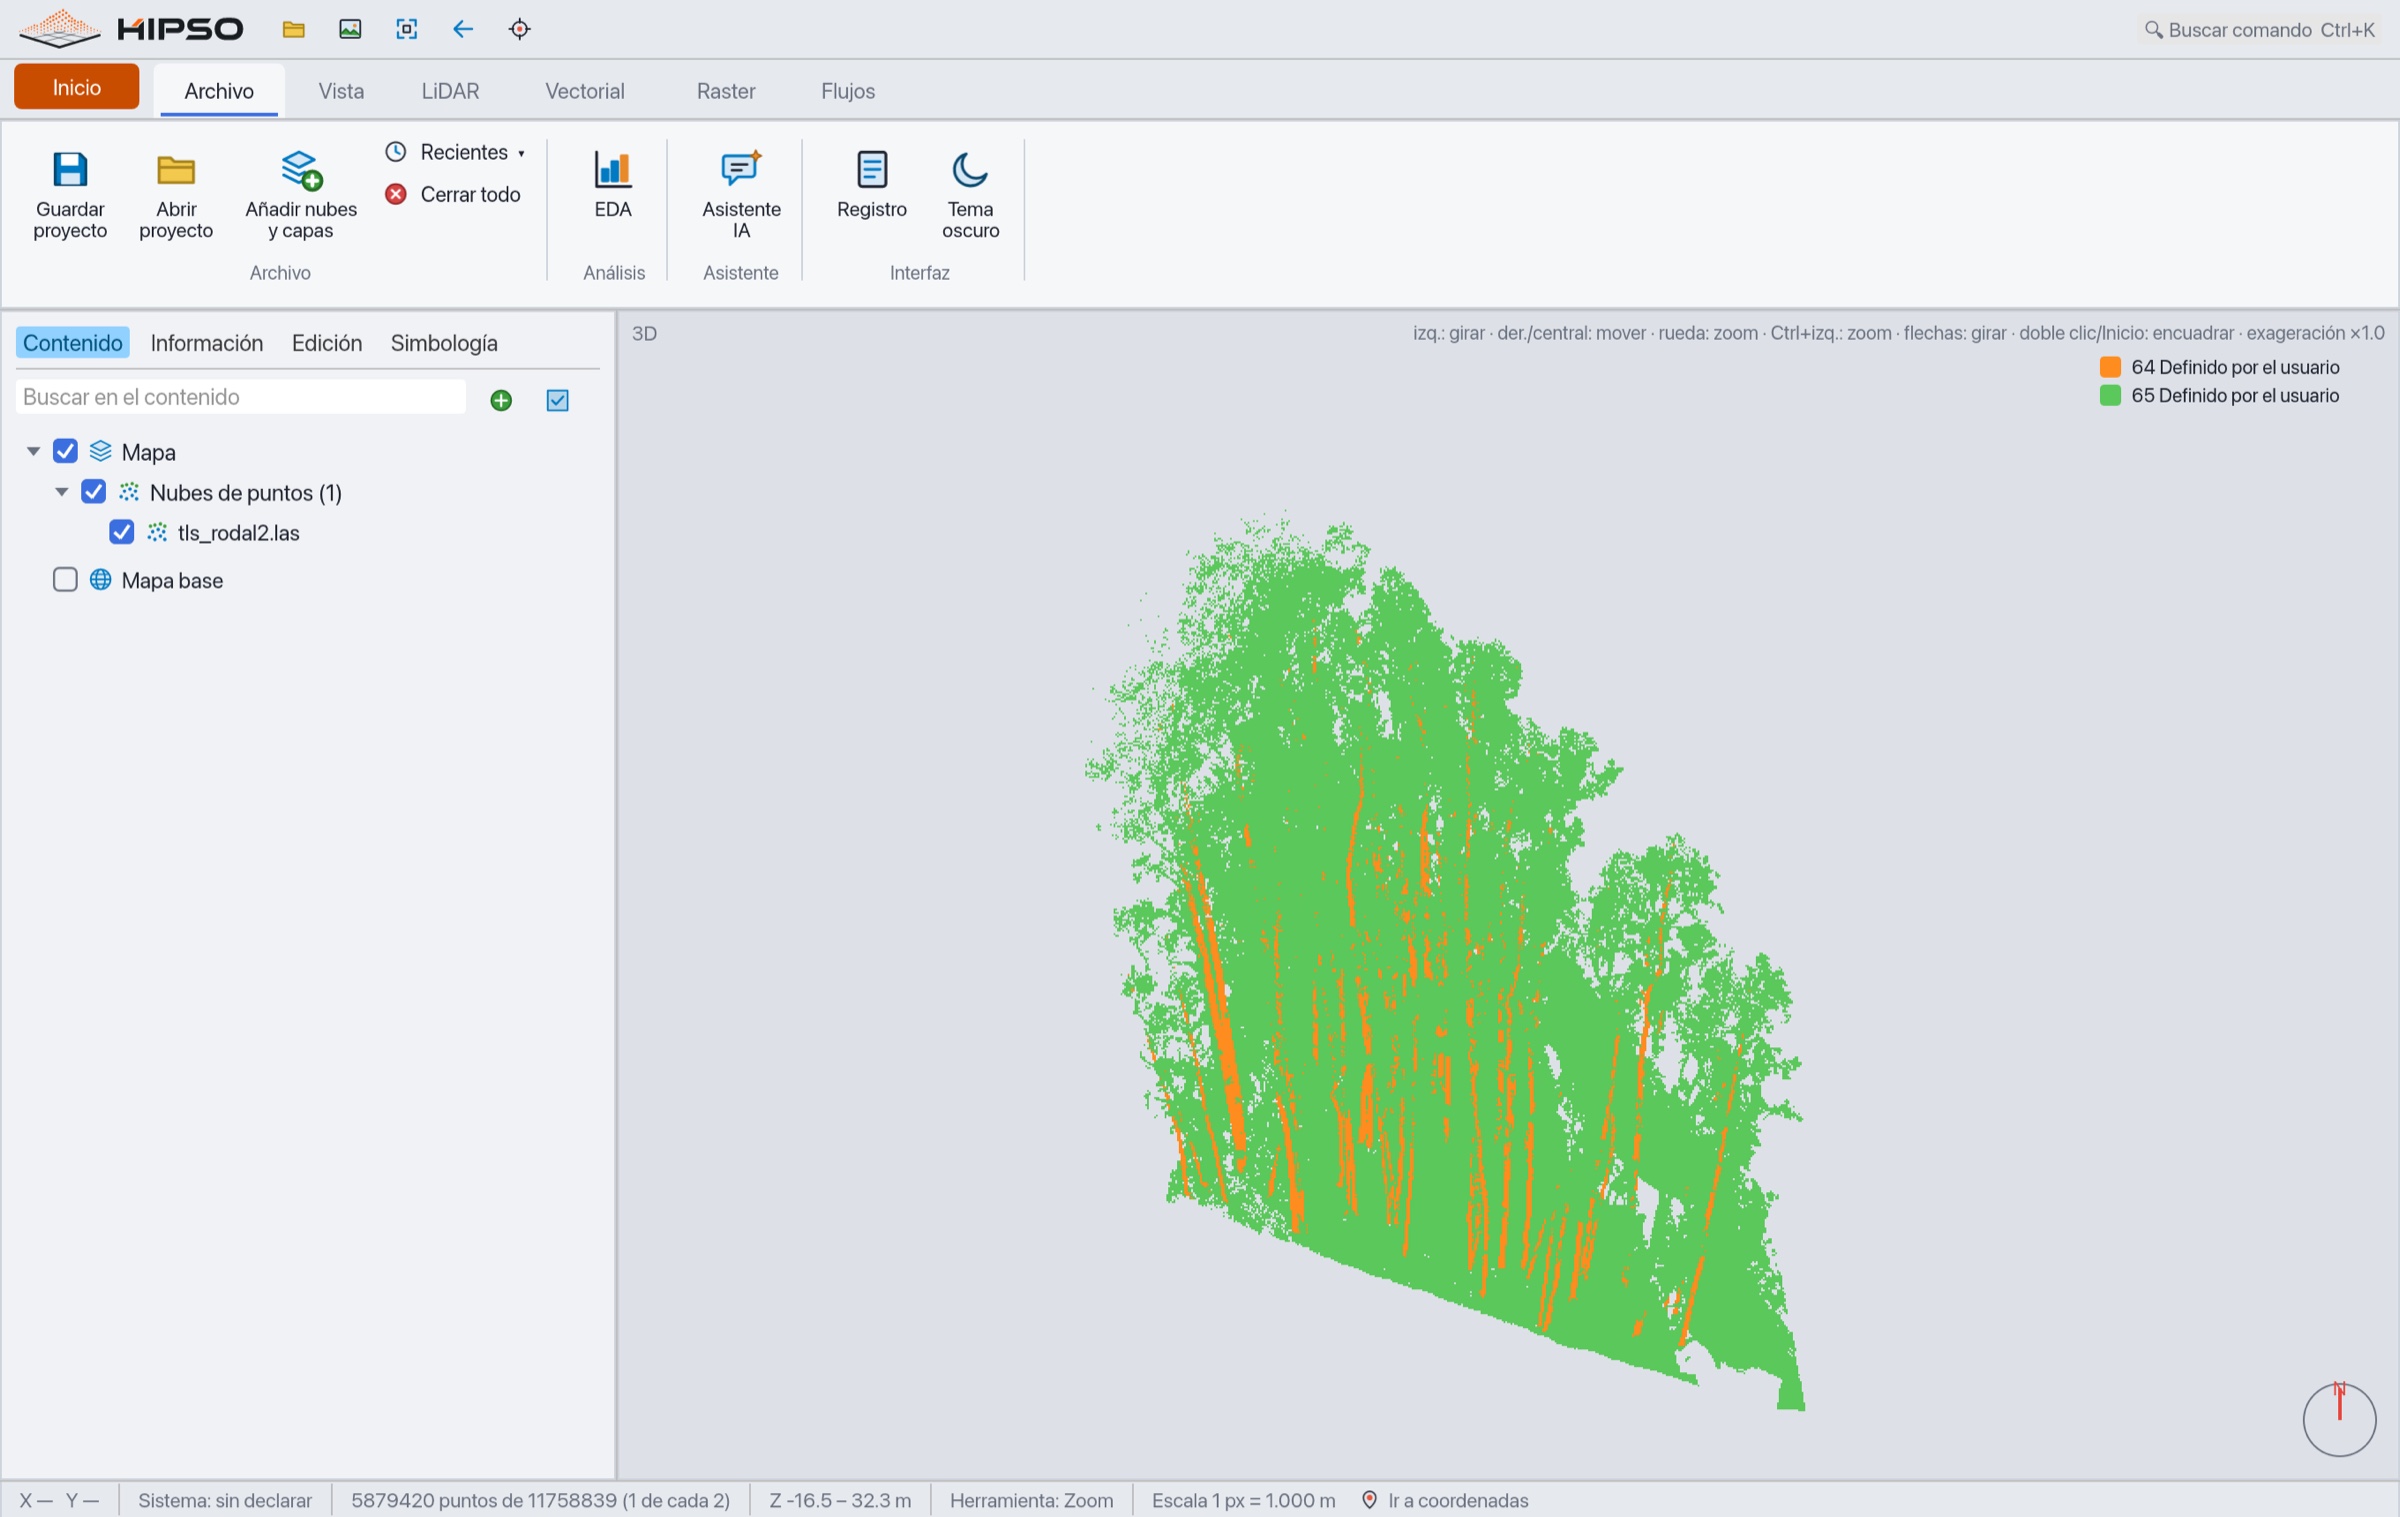 HIPSO
Buscar comando Ctrl+K
Inicio
Archivo
Vista
LiDAR
Vectorial
Raster
Flujos
Guardar
proyecto
Abrir
proyecto
Añadir nubes
y capas
Recientes
Cerrar todo
Archivo
EDA
Análisis
Asistente
IA
Asistente
Registro
Tema
oscuro
Interfaz
Contenido
Información
Edición
Simbología
Buscar en el contenido
Mapa
Nubes de puntos (1)
tls_rodal2.las
Mapa base
3D
izq.: girar · der./central: mover · rueda: zoom · Ctrl+izq.: zoom · flechas: girar · doble clic/Inicio: encuadrar · exageración ×1.0
64 Definido por el usuario
65 Definido por el usuario
N
X — Y —
Sistema: sin declarar
5879420 puntos de 11758839 (1 de cada 2)
Z -16.5 – 32.3 m
Herramienta: Zoom
Escala 1 px = 1.000 m
Ir a coordenadas